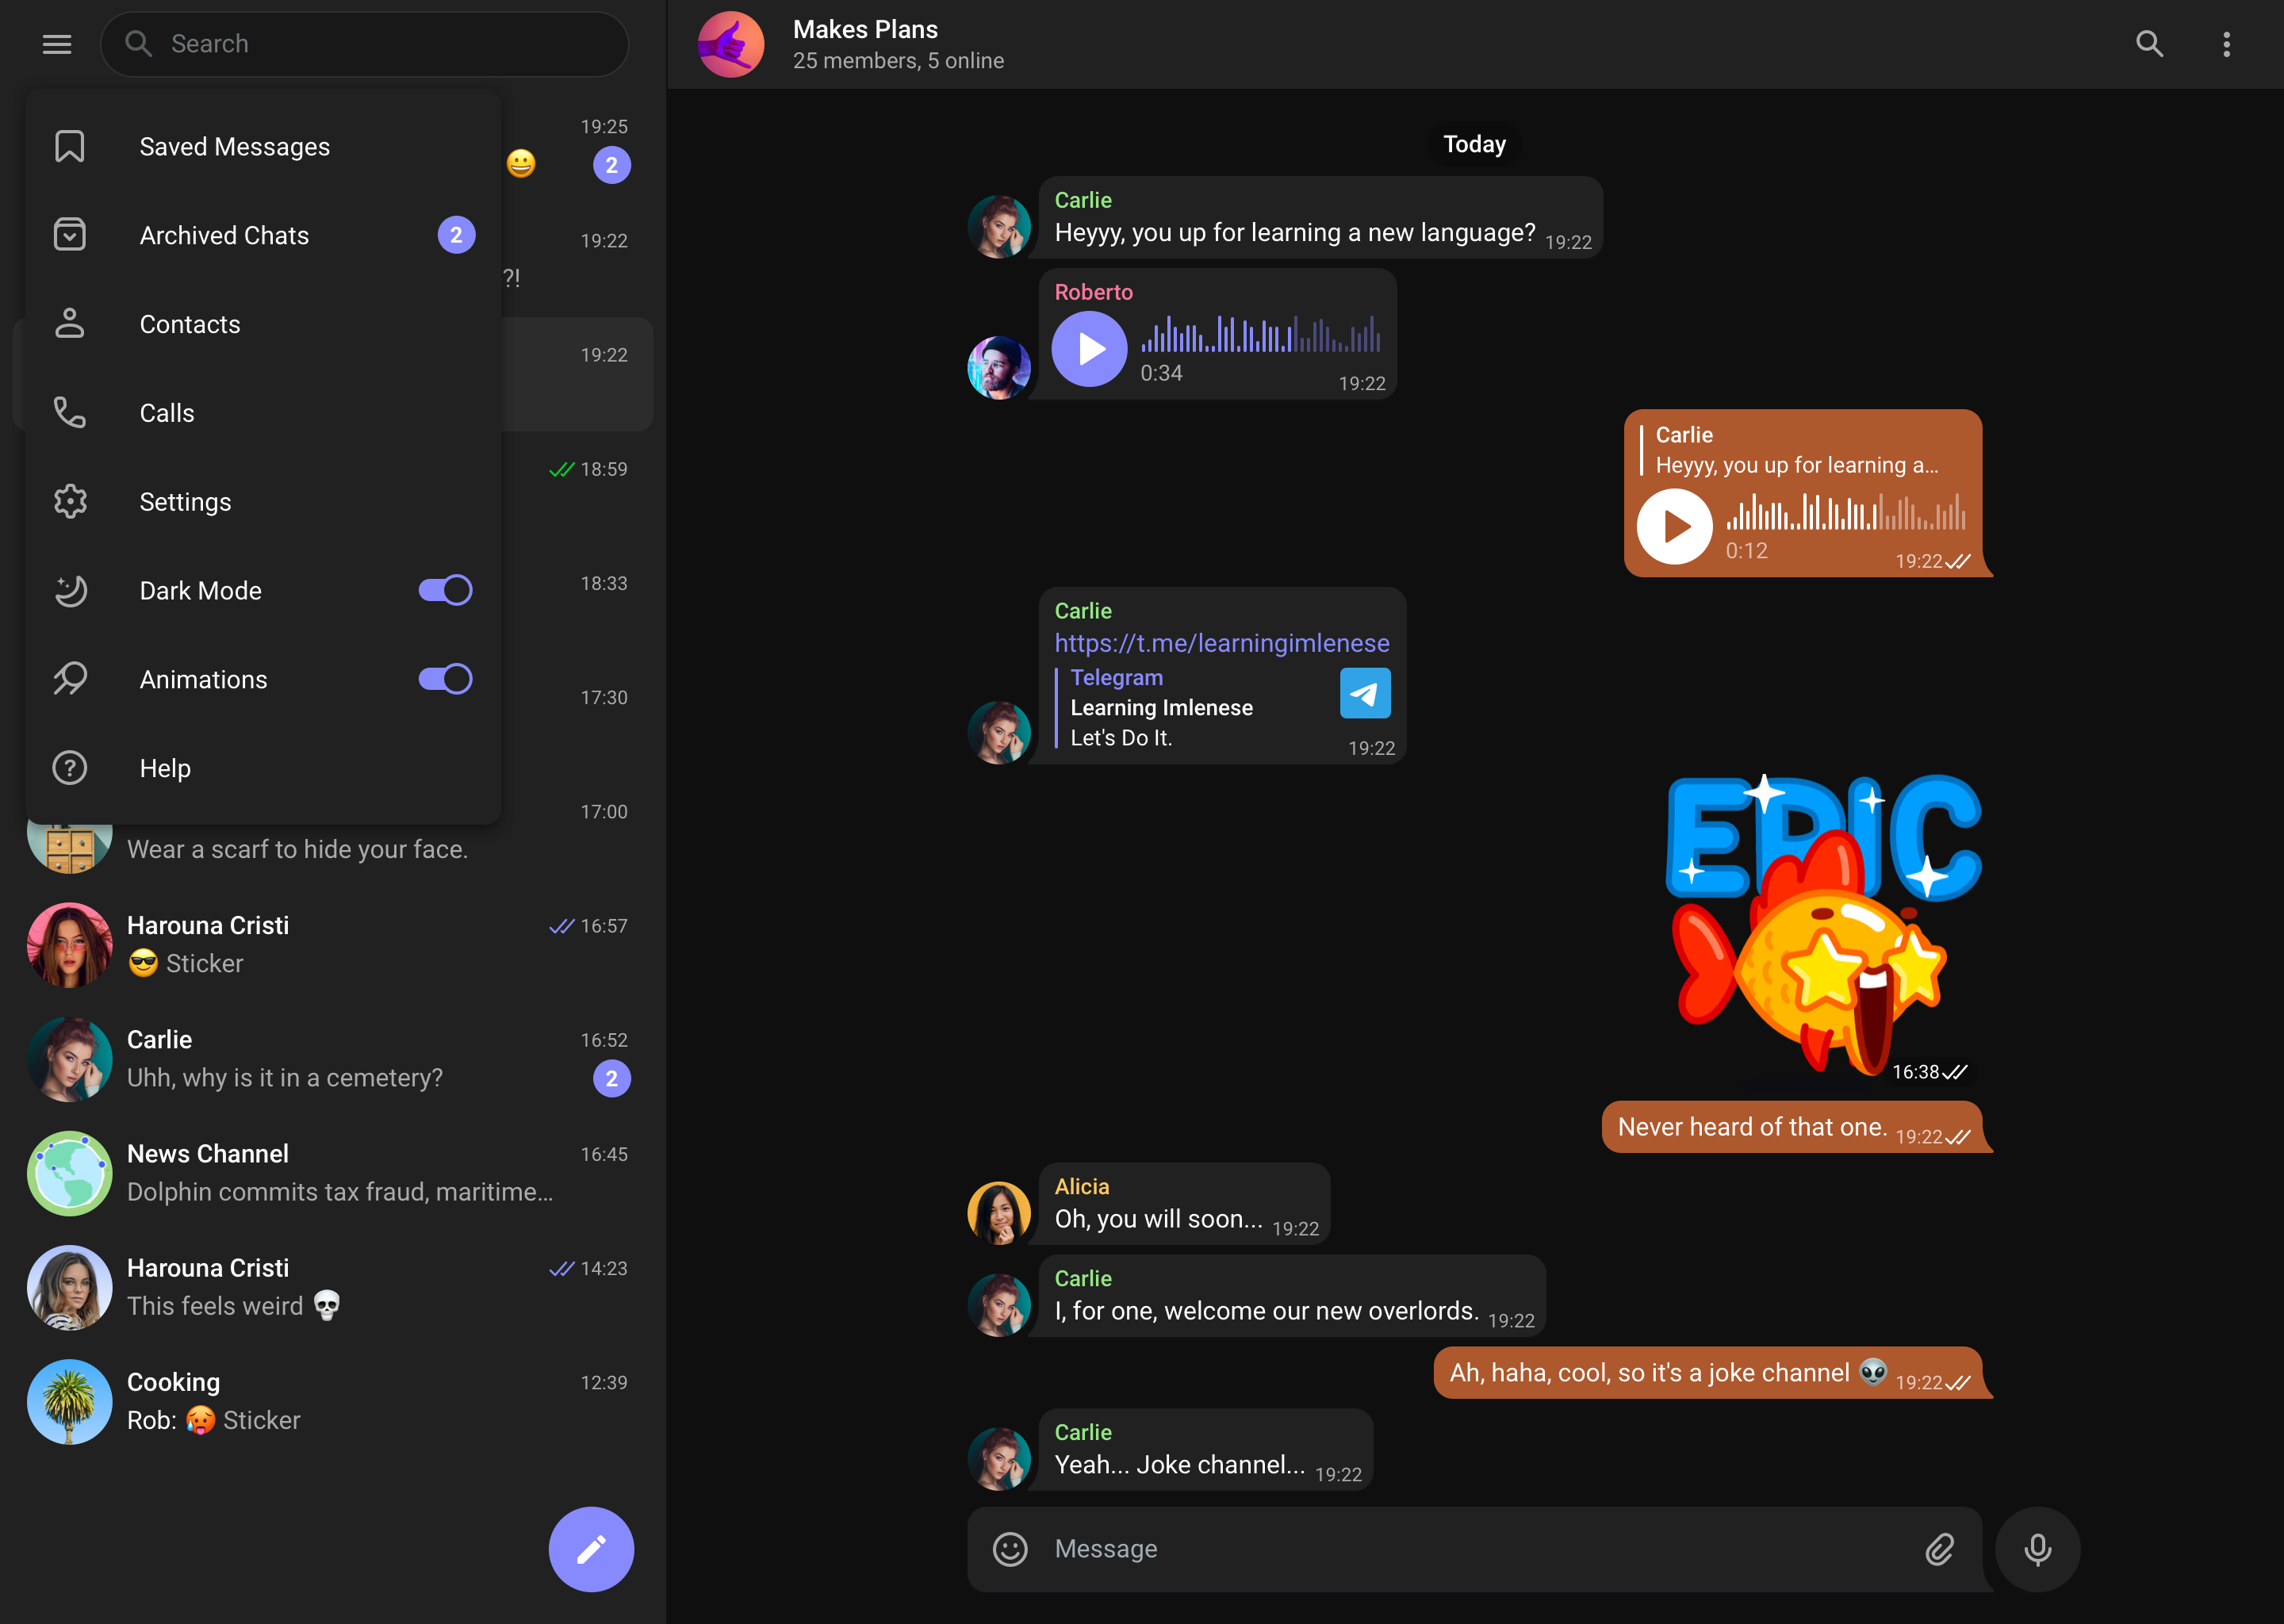 Search
Saved Messages
Archived Chats
2
Contacts
Calls
Settings
Dark Mode
Animations
Help
19:25
2
19:22
?!
19:22
18:59
18:33
17:30
17:00
Wear a scarf to hide your face.
Harouna Cristi
16:57
😎 Sticker
Carlie
16:52
Uhh, why is it in a cemetery?
2
News Channel
16:45
Dolphin commits tax fraud, maritime...
Harouna Cristi
14:23
This feels weird 💀
Cooking
12:39
Rob: 🥵 Sticker
Makes Plans
25 members, 5 online
Today
Carlie
Heyyy, you up for learning a new language? 19:22
Roberto
0:34
19:22
Carlie
Heyyy, you up for learning a...
0:12
19:22
Carlie
https://t.me/learningimlenese
Telegram
Learning Imlenese
Let's Do It.
19:22
EPIC
16:38
Never heard of that one. 19:22
Alicia
Oh, you will soon... 19:22
Carlie
I, for one, welcome our new overlords. 19:22
Ah, haha, cool, so it's a joke channel 👽 19:22
Carlie
Yeah... Joke channel... 19:22
Message